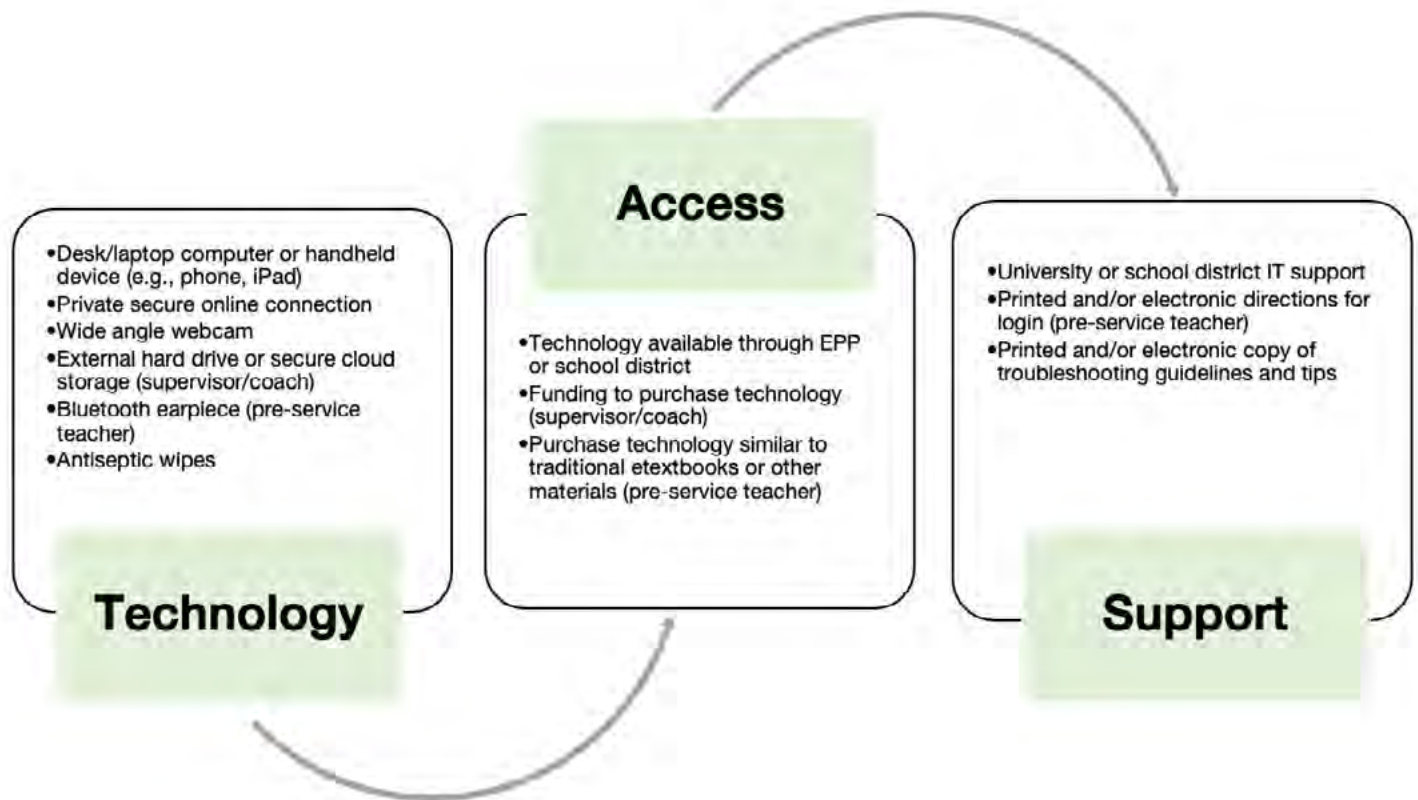 •Desk/laptop computer or handheld
device (e.g., phone, iPad)
•Private secure online connection
•Wide angle webcam
•External hard drive or secure cloud
storage (supervisor/coach)
•Bluetooth earpiece (pre-service
teacher)
•Antiseptic wipes
Technology
Access
•Technology available through EPP
or school district
•Funding to purchase technology
(supervisor/coach)
•Purchase technology similar to
traditional etextbooks or other
materials (pre-service teacher)
•University or school district IT support
•Printed and/or electronic directions for
login (pre-service teacher)
•Printed and/or electronic copy of
troubleshooting guidelines and tips
Support